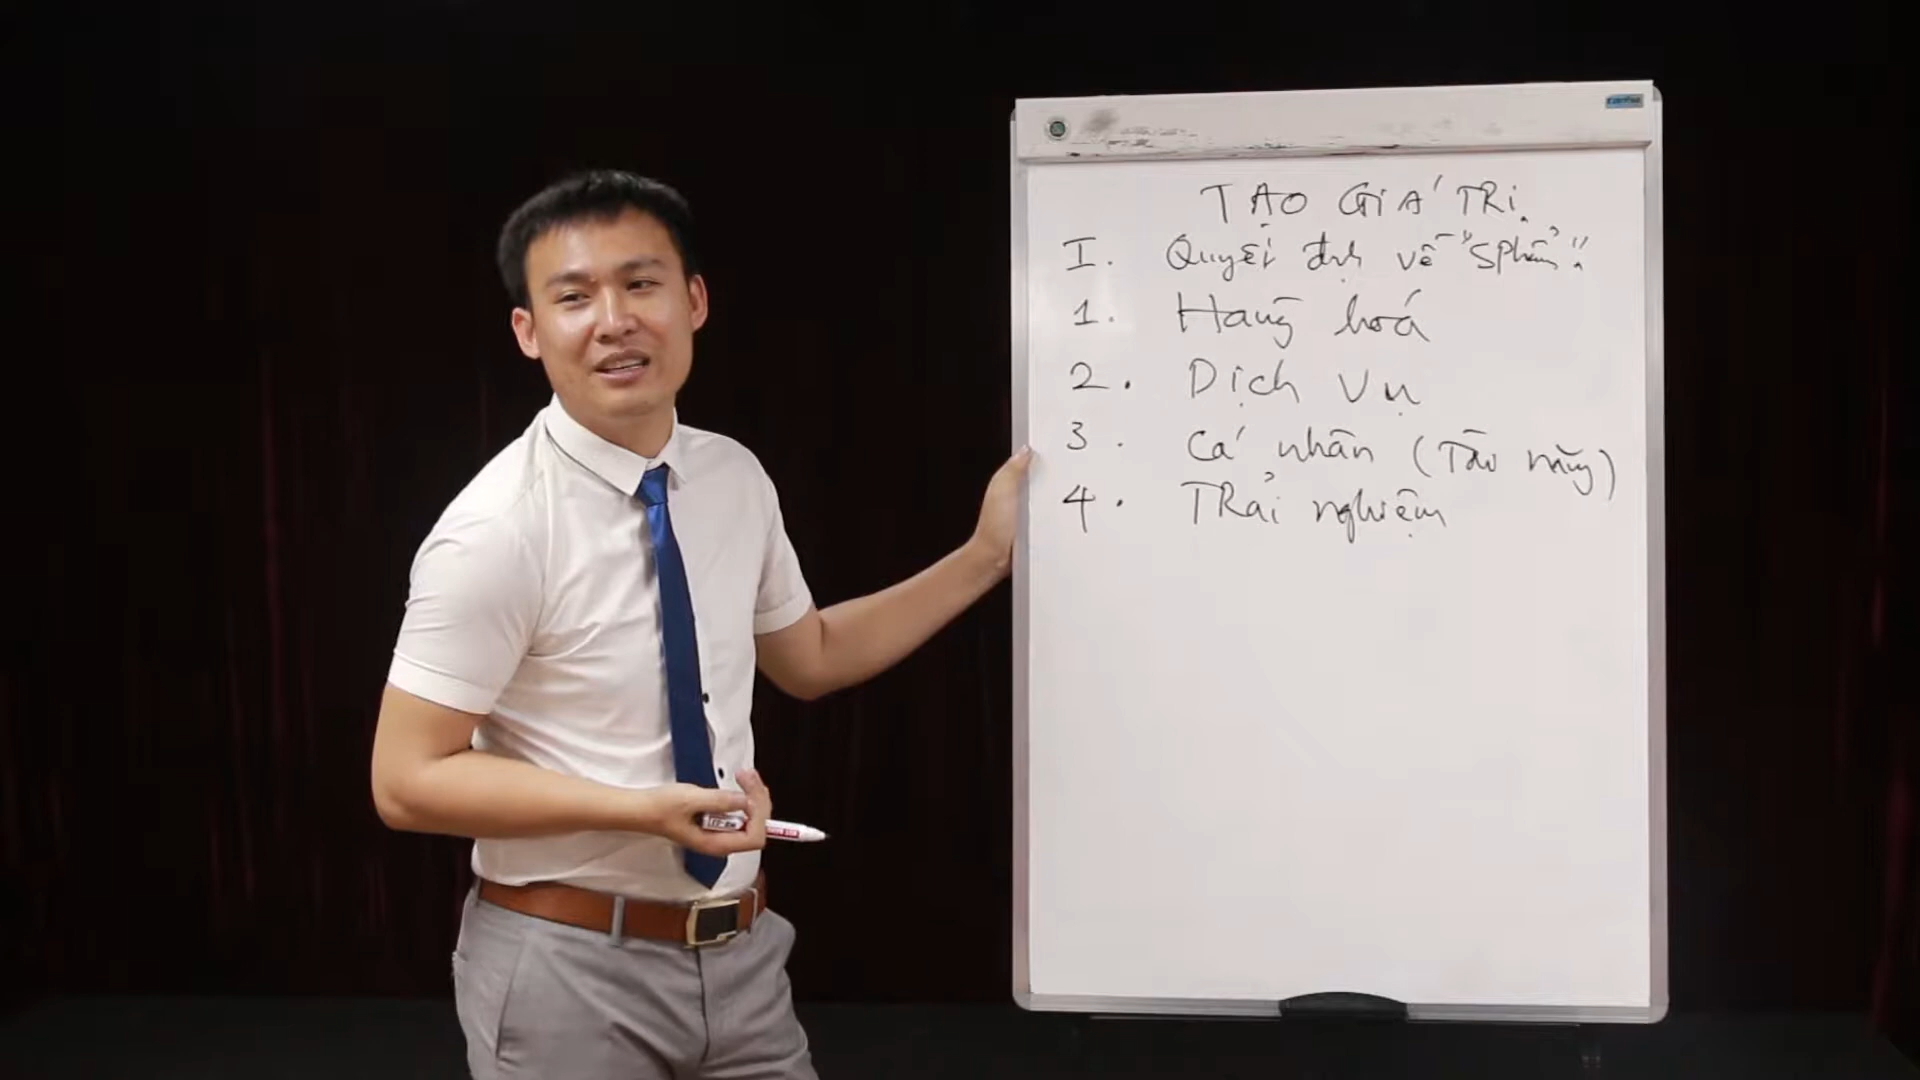 TẠO GIÁ TRỊ
I. Quyết định về "Sphẩm":
1. Hàng hoá
2. Dịch vụ
3. Cá nhân (Tài năng)
4. Trải nghiệm